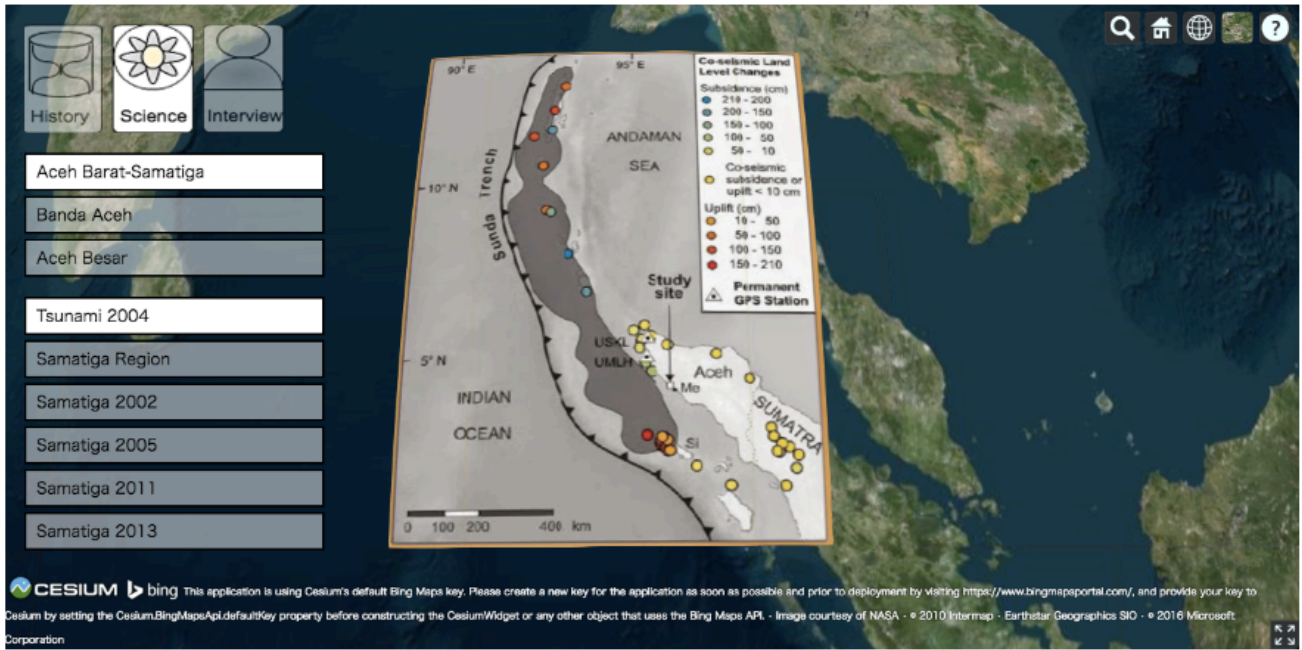 History
Science
Interview
Aceh Barat-Samatiga
Banda Aceh
Aceh Besar
Tsunami 2004
Samatiga Region
Samatiga 2002
Samatiga 2005
Samatiga 2011
Samatiga 2013
90° E
95° E
10° N
5° N
Sunda Trench
ANDAMAN
SEA
Study
site
USKL
UMLH
Aceh
Me
SUMATRA
Si
INDIAN
OCEAN
0 100 200 400 km
Co-seismic Land
Level Changes
Subsidence (cm)
210 - 200
200 - 150
150 - 100
100 - 50
50 - 10
Co-seismic
subsidence or
uplift < 10 cm
Uplift (cm)
10 - 50
50 - 100
100 - 150
150 - 210
Permanent
GPS Station
?
CESIUM bing This application is using Cesium's default Bing Maps key. Please create a new key for the application as soon as possible and prior to deployment by visiting https://www.bingmapsportal.com/, and provide your key to
Cesium by setting the Cesium.BingMapsApi.defaultKey property before constructing the CesiumWidget or any other object that uses the Bing Maps API. - Image courtesy of NASA - © 2010 Intermap - Earthstar Geographics SIO - © 2016 Microsoft
Corporation